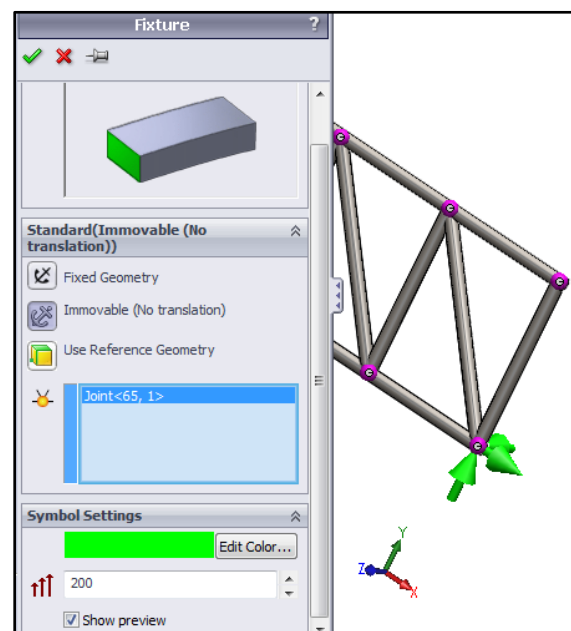 Fixture ?
Standard(Immovable (No
translation))
Fixed Geometry
Immovable (No translation)
Use Reference Geometry
Joint<65, 1>
Symbol Settings
Edit Color...
200
Show preview
Y
Z
X